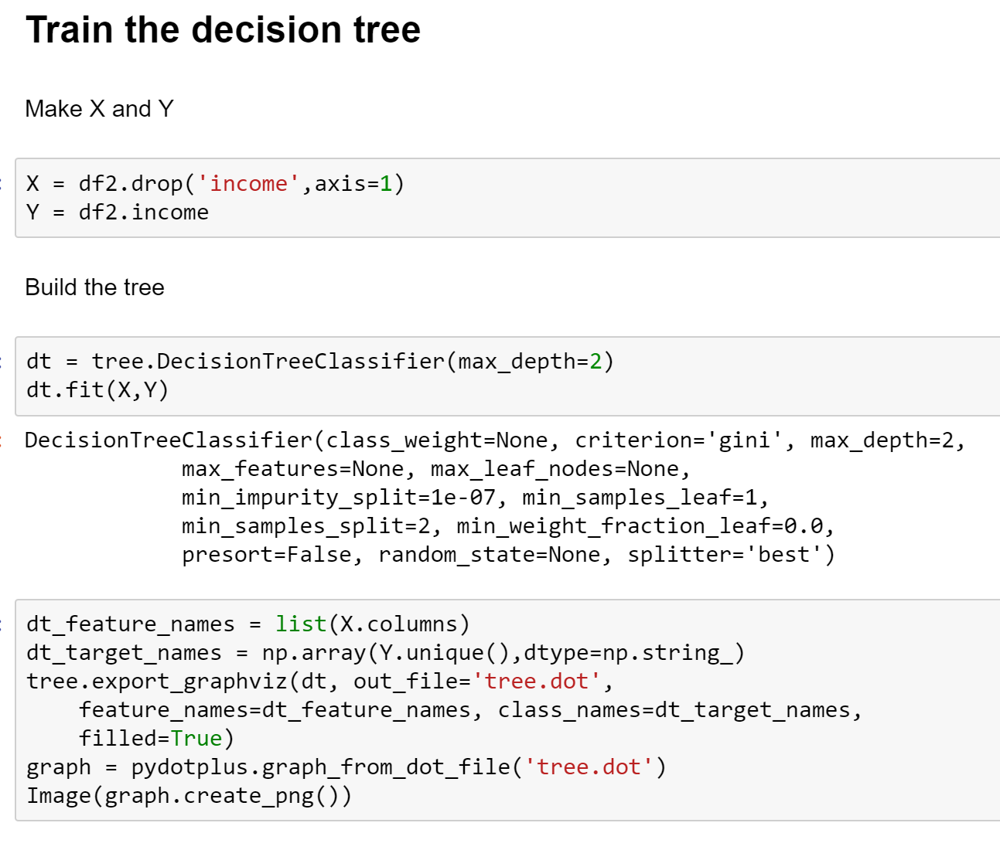 Train the decision tree
Make X and Y
X = df2.drop('income',axis=1)
Y = df2.income
Build the tree
dt = tree.DecisionTreeClassifier(max_depth=2)
dt.fit(X,Y)
DecisionTreeClassifier(class_weight=None, criterion='gini', max_depth=2,
            max_features=None, max_leaf_nodes=None,
            min_impurity_split=1e-07, min_samples_leaf=1,
            min_samples_split=2, min_weight_fraction_leaf=0.0,
            presort=False, random_state=None, splitter='best')
dt_feature_names = list(X.columns)
dt_target_names = np.array(Y.unique(),dtype=np.string_)
tree.export_graphviz(dt, out_file='tree.dot',
    feature_names=dt_feature_names, class_names=dt_target_names,
    filled=True)
graph = pydotplus.graph_from_dot_file('tree.dot')
Image(graph.create_png())